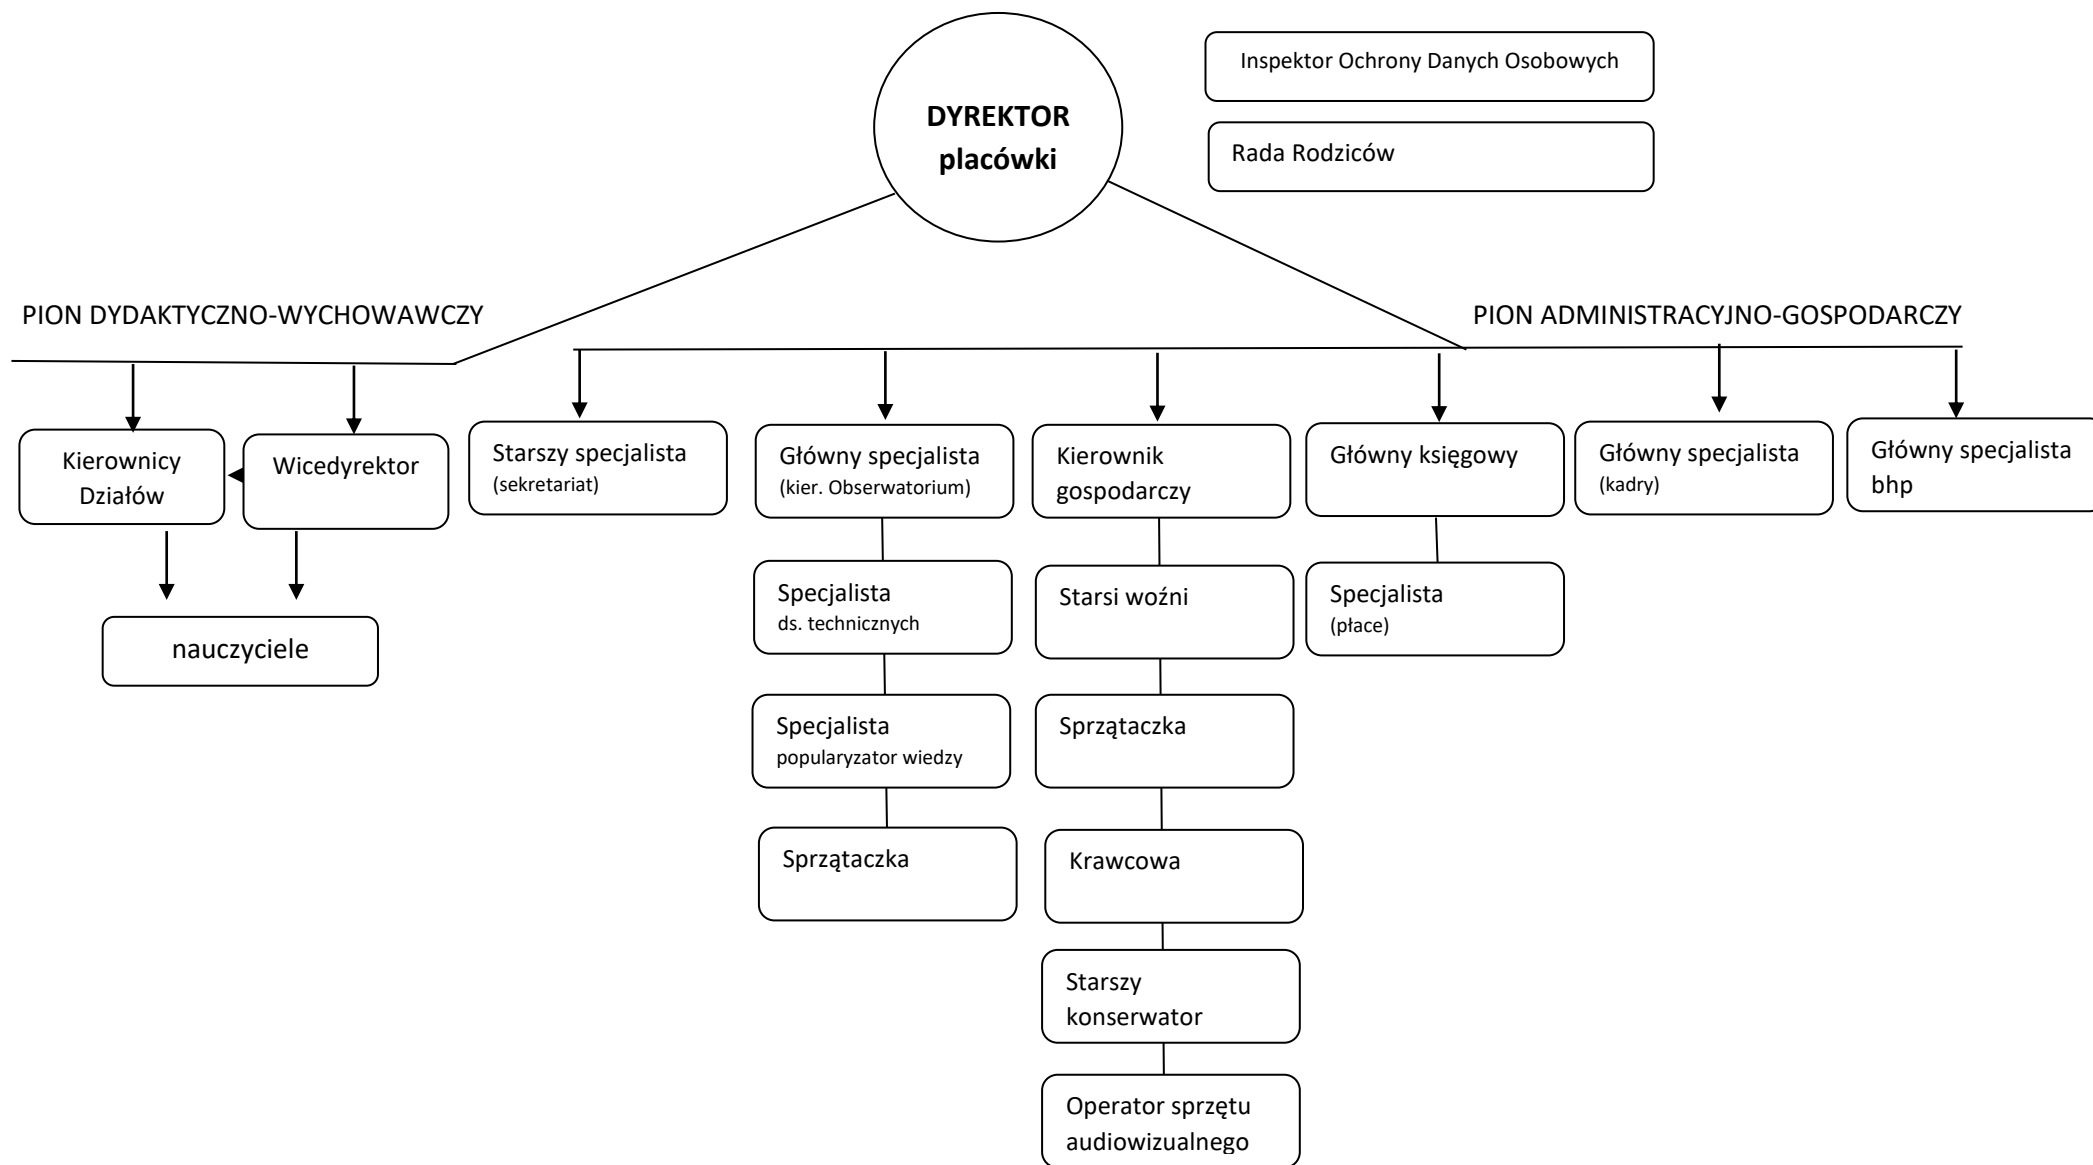 DYREKTOR
placówki
Inspektor Ochrony Danych Osobowych
Rada Rodziców
PION DYDAKTYCZNO-WYCHOWAWCZY
PION ADMINISTRACYJNO-GOSPODARCZY
Kierownicy
Działów
Wicedyrektor
nauczyciele
Starszy specjalista
(sekretariat)
Główny specjalista
(kier. Obserwatorium)
Specjalista
ds. technicznych
Specjalista
popularyzator wiedzy
Sprzątaczka
Kierownik
gospodarczy
Starsi woźni
Sprzątaczka
Krawcowa
Starszy
konserwator
Operator sprzętu
audiowizualnego
Główny księgowy
Specjalista
(płace)
Główny specjalista
(kadry)
Główny specjalista
bhp